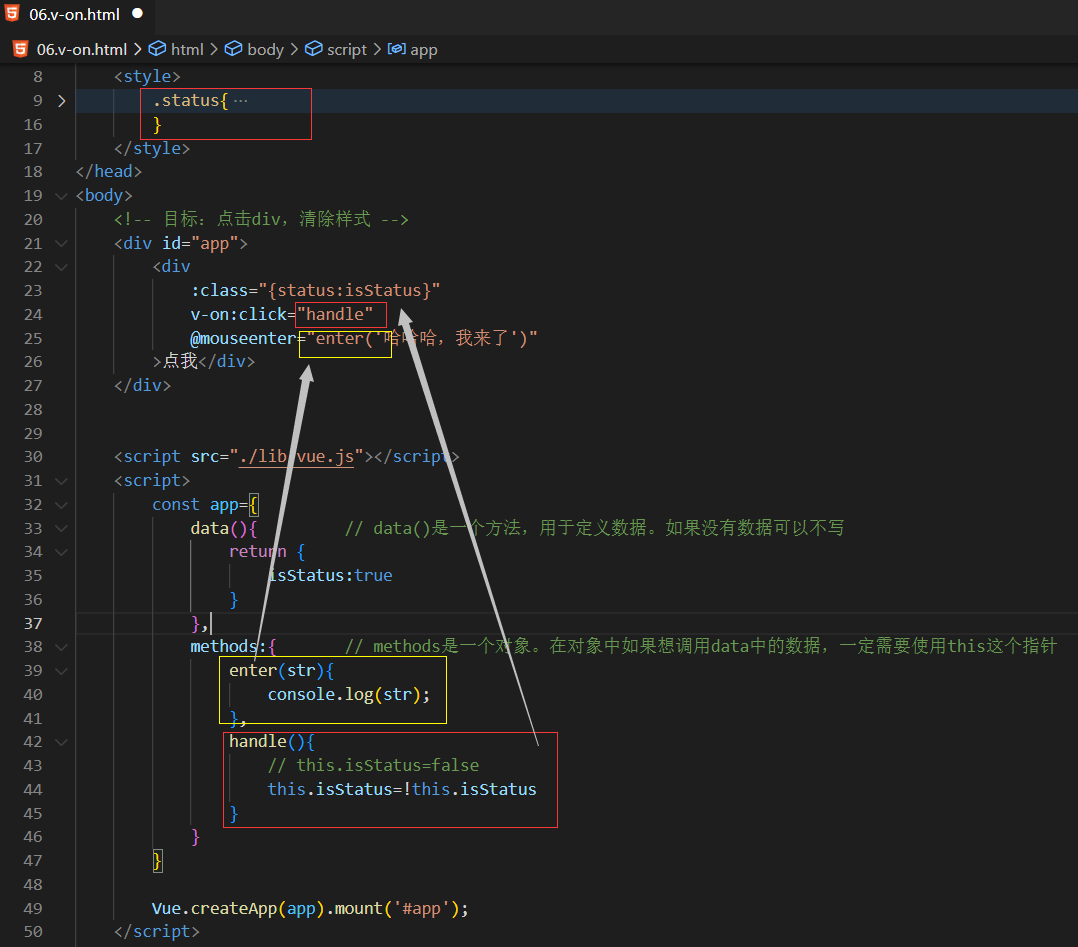 06.v-on.html
06.v-on.html > html > body > script > app
8 <style>
9 .status{ ···
16 }
17 </style>
18 </head>
19 <body>
20 <!-- 目标：点击div，清除样式 -->
21 <div id="app">
22 <div
23 :class="{status:isStatus}"
24 v-on:click="handle"
25 @mouseenter="enter('哈哈哈，我来了')"
26 >点我</div>
27 </div>
28
29
30 <script src="./lib/vue.js"></script>
31 <script>
32 const app={
33 data(){ // data()是一个方法，用于定义数据。如果没有数据可以不写
34 return {
35 isStatus:true
36 }
37 },
38 methods:{ // methods是一个对象。在对象中如果想调用data中的数据，一定需要使用this这个指针
39 enter(str){
40 console.log(str);
41 },
42 handle(){
43 // this.isStatus=false
44 this.isStatus=!this.isStatus
45 }
46 }
47 }
48
49 Vue.createApp(app).mount('#app');
50 </script>